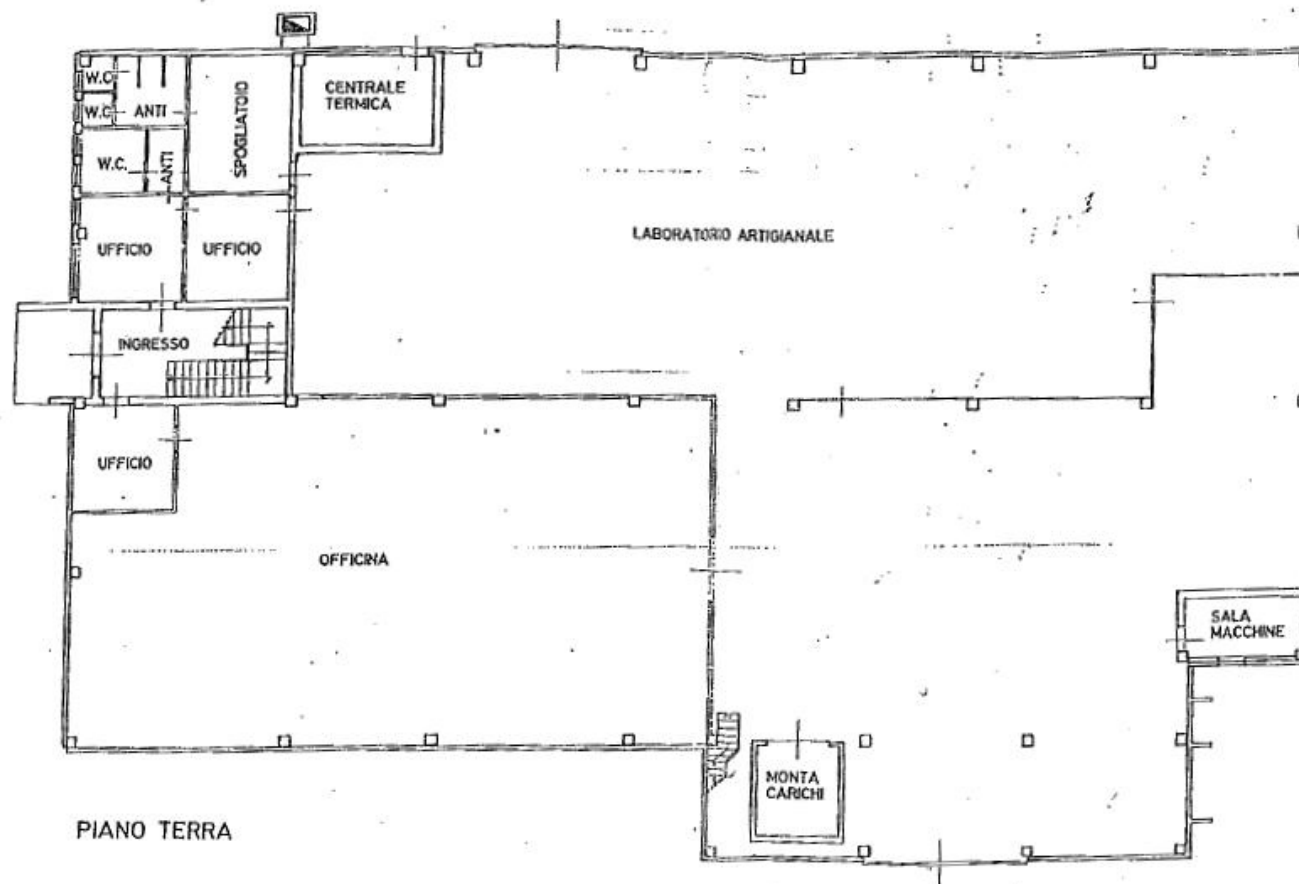 W.C.
CENTRALE
TERMICA
W.C.
ANTI
SPOGLIATOIO
W.C.
ANTI
LABORATORIO ARTIGIANALE
UFFICIO
UFFICIO
INGRESSO
UFFICIO
OFFICINA
SALA
MACCHINE
MONTA
CARICHI
PIANO TERRA